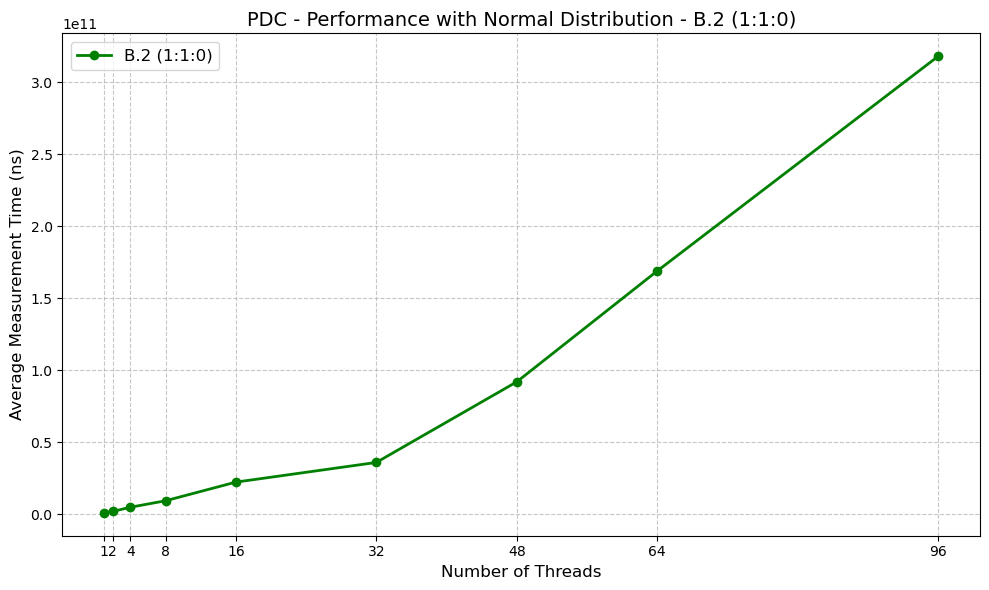 PDC - Performance with Normal Distribution - B.2 (1:1:0)
1e11
B.2 (1:1:0)
Average Measurement Time (ns)
3.0
2.5
2.0
1.5
1.0
0.5
0.0
1 2 4 8 16 32 48 64 96
Number of Threads